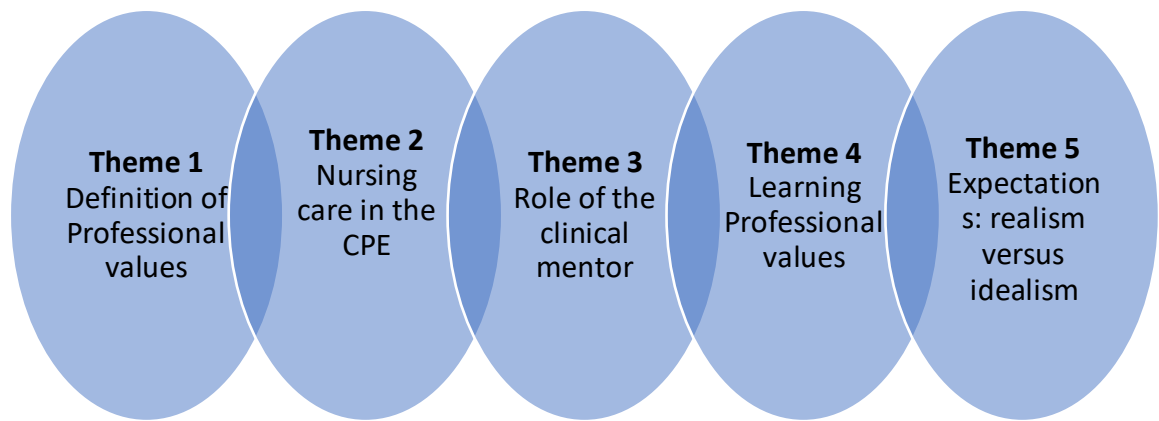 Theme 1
Definition of
Professional
values
Theme 2
Nursing
care in the
CPE
Theme 3
Role of the
clinical
mentor
Theme 4
Learning
Professional
values
Theme 5
Expectation
s: realism
versus
idealism